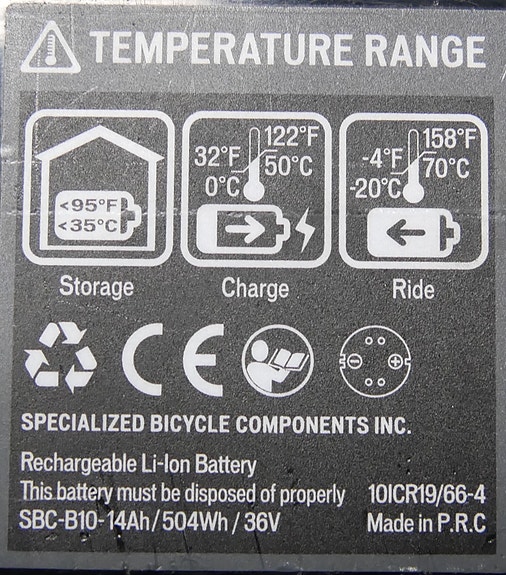 TEMPERATURE RANGE
<95°F
<35°C
32°F 122°F
0°C 50°C
-4°F 158°F
-20°C 70°C
Storage Charge Ride
CE
- +
SPECIALIZED BICYCLE COMPONENTS INC.
Rechargeable Li-Ion Battery
This battery must be disposed of properly 10ICR19/66-4
SBC-B10-14Ah/504Wh/36V Made in P.R.C